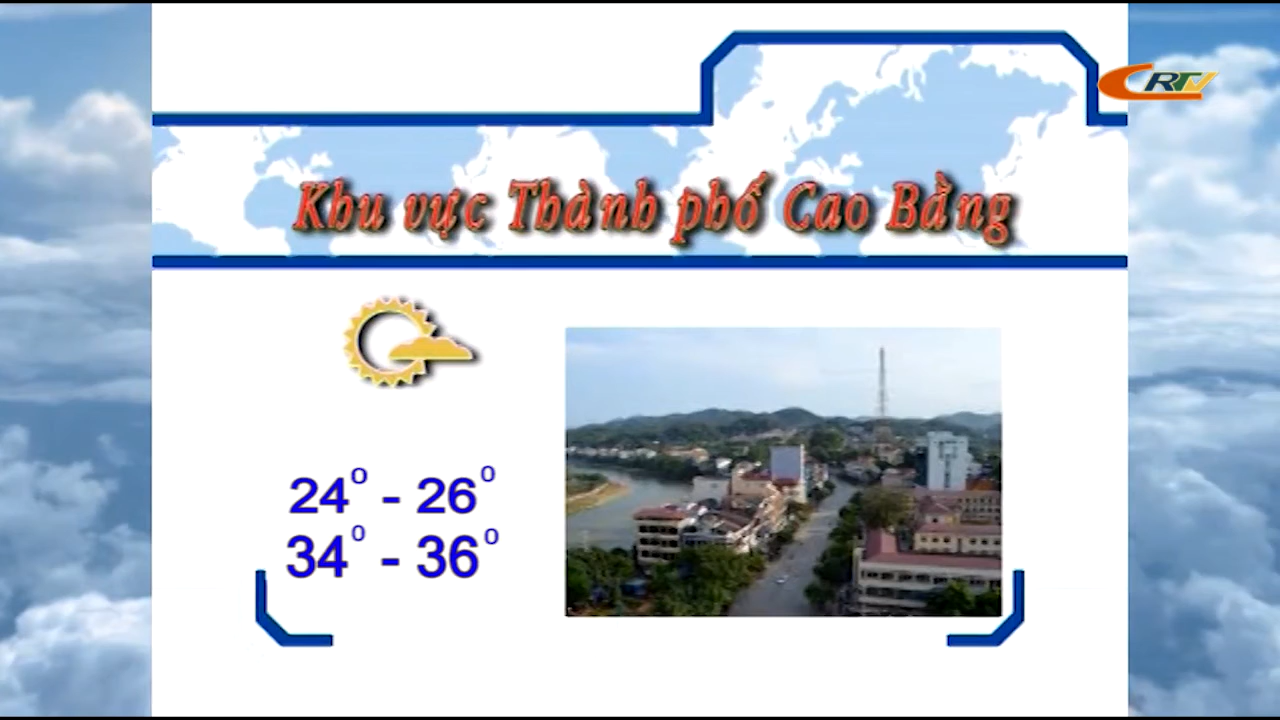 CRTV
Khu vực Thành phố Cao Bằng
24° - 26°
34° - 36°